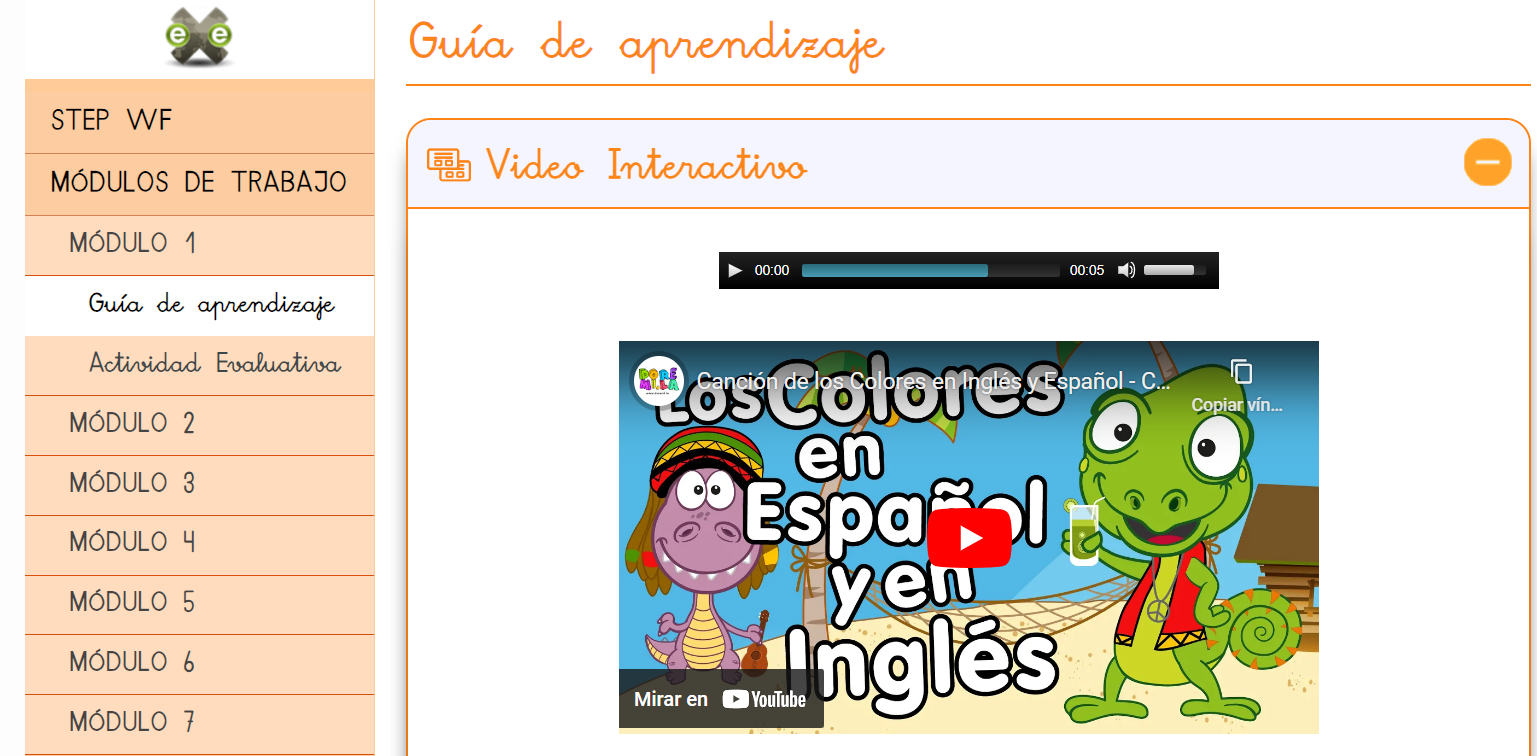 exe
STEP WF
MÓDULOS DE TRABAJO
MÓDULO 1
Guía de aprendizaje
Actividad Evaluativa
MÓDULO 2
MÓDULO 3
MÓDULO 4
MÓDULO 5
MÓDULO 6
MÓDULO 7
Guía de aprendizaje
Video Interactivo
00:00 00:05
DOREMILA
Canción de los Colores en Inglés y Español - C...
Copiar vín...
Los Colores
en
Español
y en
Inglés
Mirar en YouTube